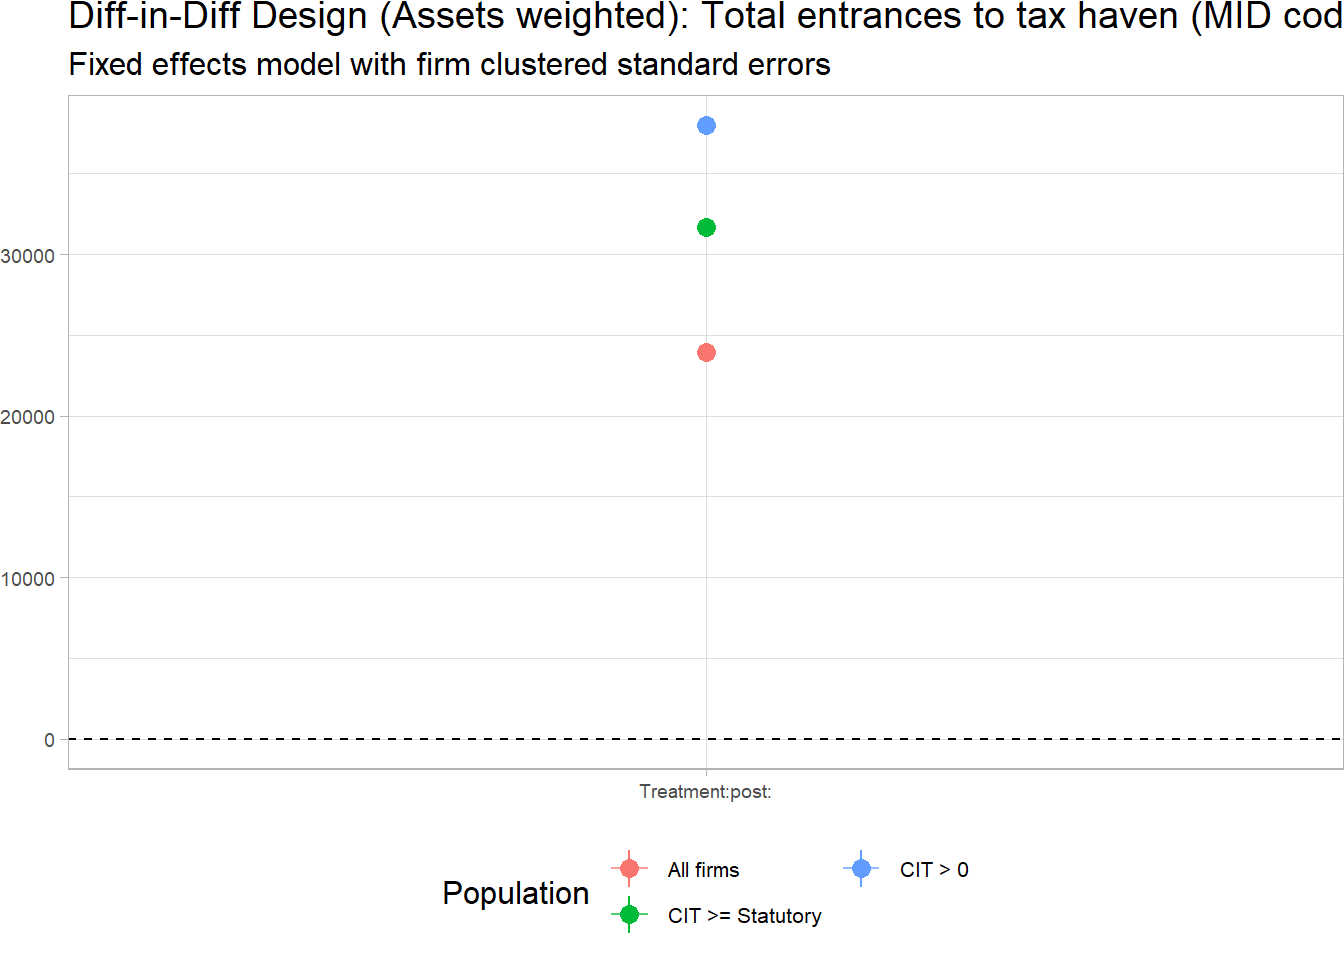 Diff-in-Diff Design (Assets weighted): Total entrances to tax haven (MID cod
Fixed effects model with firm clustered standard errors
30000
20000
10000
0
Treatment:post:
Population
All firms
CIT > 0
CIT >= Statutory